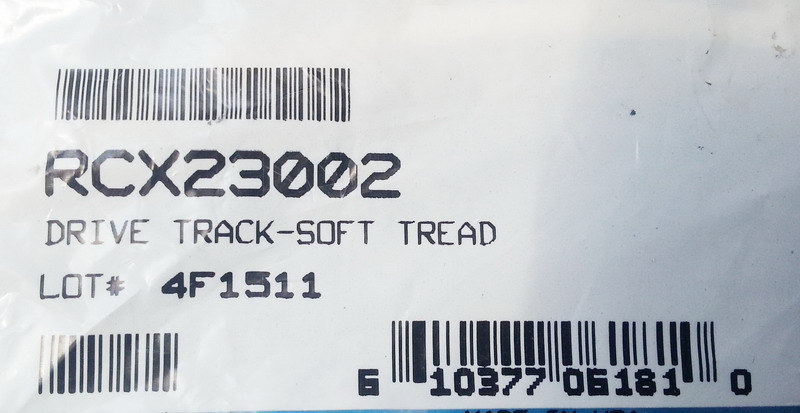 RCX23002
DRIVE TRACK-SOFT TREAD
LOT# 4F1511
6 10377 06181 0